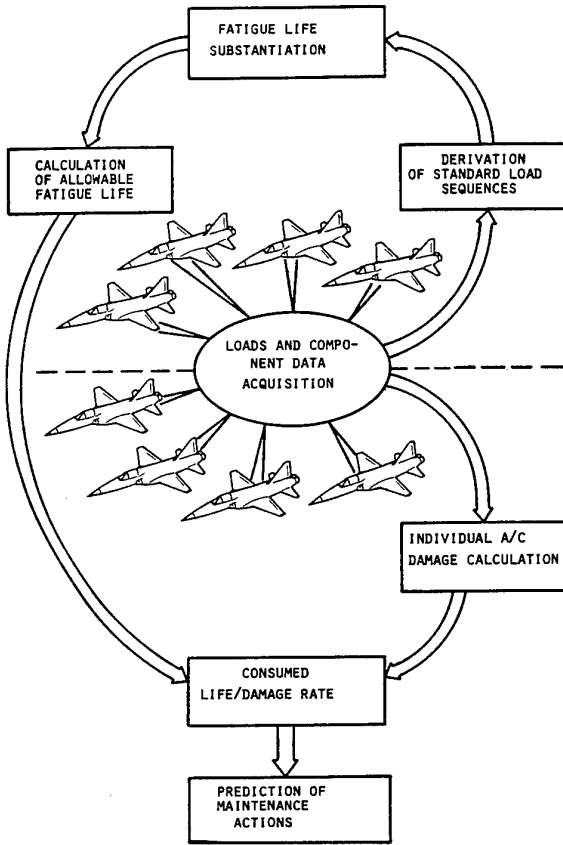 FATIGUE LIFE
SUBSTANTIATION
CALCULATION
OF ALLOWABLE
FATIGUE LIFE
DERIVATION
OF STANDARD LOAD
SEQUENCES
LOADS AND COMPO-
NENT DATA
ACQUISITION
INDIVIDUAL A/C
DAMAGE CALCULATION
CONSUMED
LIFE/DAMAGE RATE
PREDICTION OF
MAINTENANCE
ACTIONS